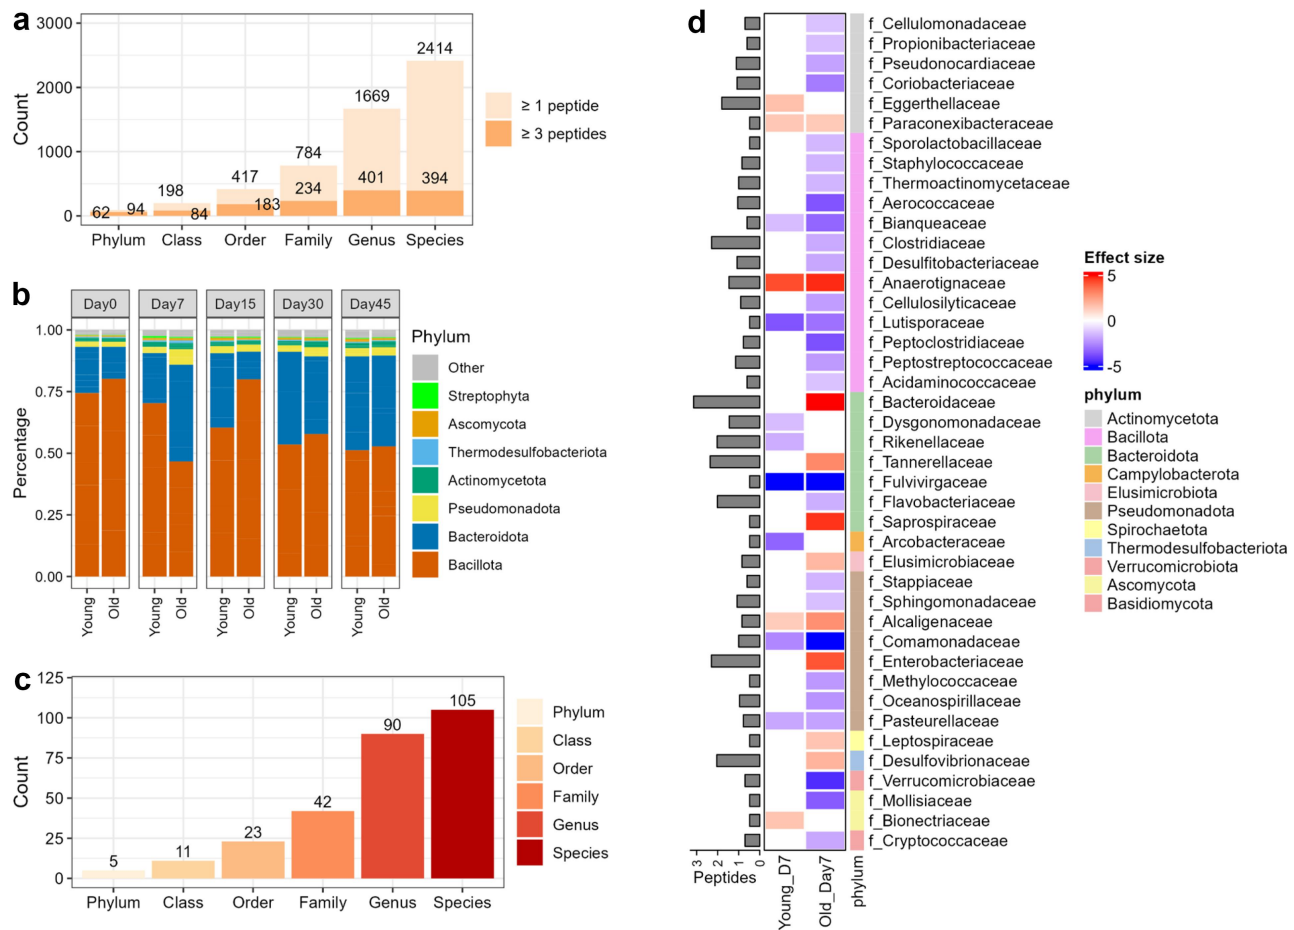 a
3000
2000
1000
0
Count
62
94
198
84
417
183
784
234
1669
401
2414
394
Phylum
Class
Order
Family
Genus
Species
≥ 1 peptide
≥ 3 peptides
b
Day0
Day7
Day15
Day30
Day45
1.00
0.75
0.50
0.25
0.00
Percentage
Young
Old
Young
Old
Young
Old
Young
Old
Young
Old
Phylum
Other
Streptophyta
Ascomycota
Thermodesulfobacteriota
Actinomycetota
Pseudomonadota
Bacteroidota
Bacillota
c
125
100
75
50
25
0
Count
5
11
23
42
90
105
Phylum
Class
Order
Family
Genus
Species
Phylum
Class
Order
Family
Genus
Species
d
f_Cellulomonadaceae
f_Propionibacteriaceae
f_Pseudonocardiaceae
f_Coriobacteriaceae
f_Eggerthellaceae
f_Paraconexibacteraceae
f_Sporolactobacillaceae
f_Staphylococcaceae
f_Thermoactinomycetaceae
f_Aerococcaceae
f_Bianqueaceae
f_Clostridiaceae
f_Desulfitobacteriaceae
f_Anaerotignaceae
f_Cellulosilyticaceae
f_Lutisporaceae
f_Peptoclostridiaceae
f_Peptostreptococcaceae
f_Acidaminococcaceae
f_Bacteroidaceae
f_Dysgonomonadaceae
f_Rikenellaceae
f_Tannerellaceae
f_Fulvivirgaceae
f_Flavobacteriaceae
f_Saprospiraceae
f_Arcobacteraceae
f_Elusimicrobiaceae
f_Stappiaceae
f_Sphingomonadaceae
f_Alcaligenaceae
f_Comamonadaceae
f_Enterobacteriaceae
f_Methylococcaceae
f_Oceanospirillaceae
f_Pasteurellaceae
f_Leptospiraceae
f_Desulfovibrionaceae
f_Verrucomicrobiaceae
f_Mollisiaceae
f_Bionectriaceae
f_Cryptococcaceae
3
2
1
0
Peptides
Young_D7
Old_Day7
phylum
Effect size
5
0
-5
phylum
Actinomycetota
Bacillota
Bacteroidota
Campylobacterota
Elusimicrobiota
Pseudomonadota
Spirochaetota
Thermodesulfobacteriota
Verrucomicrobiota
Ascomycota
Basidiomycota